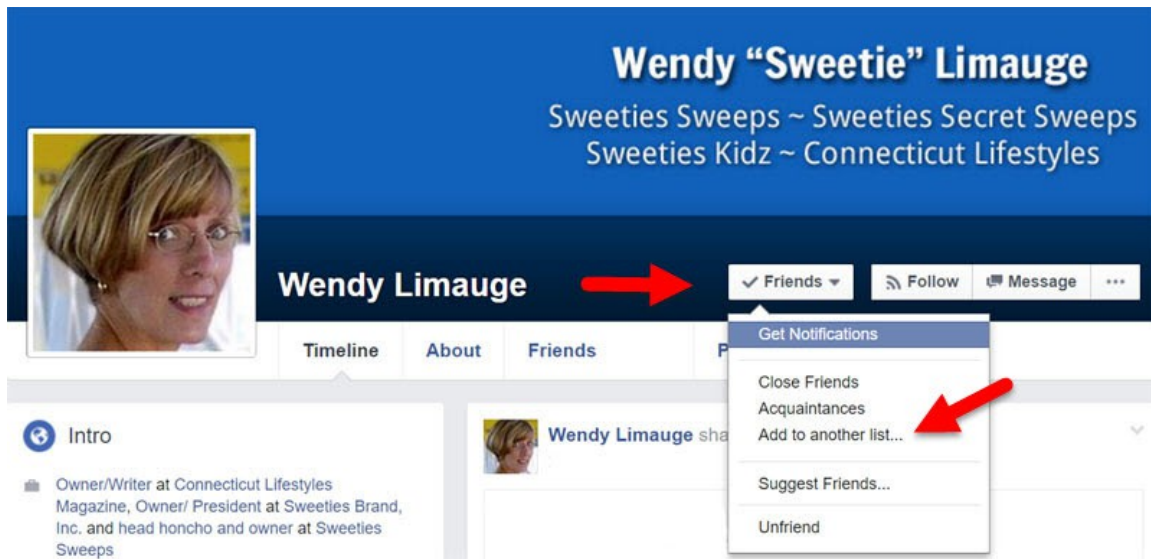 Wendy “Sweetie” Limauge
Sweeties Sweeps ~ Sweeties Secret Sweeps
Sweeties Kidz ~ Connecticut Lifestyles
Wendy Limauge
Friends
Follow
Message
Timeline
About
Friends
P
Get Notifications
Close Friends
Acquaintances
Add to another list...
Suggest Friends...
Unfriend
Intro
Owner/Writer at Connecticut Lifestyles
Magazine, Owner/ President at Sweeties Brand,
Inc. and head honcho and owner at Sweeties
Sweeps
Wendy Limauge sha